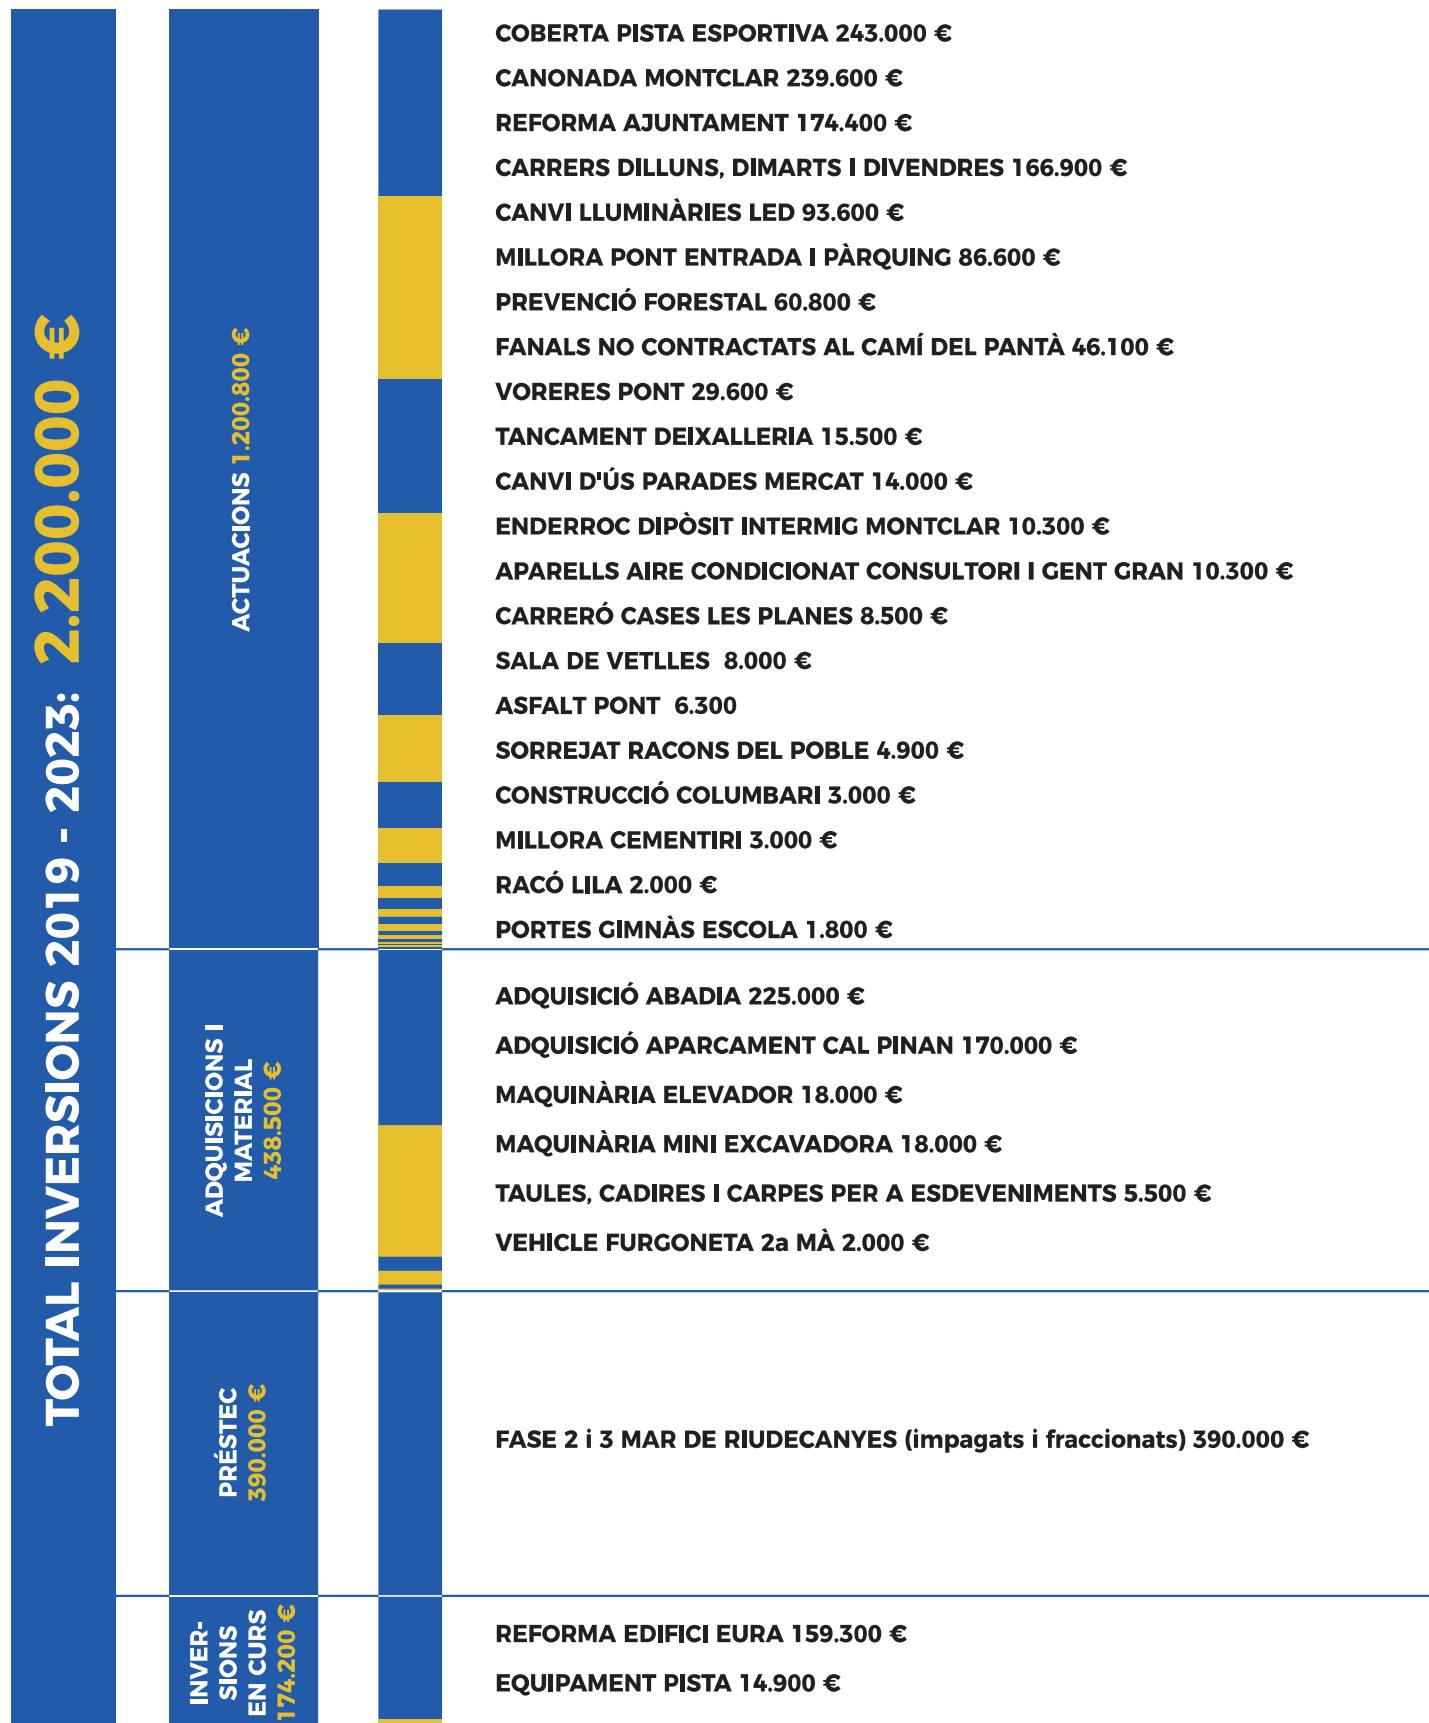 TOTAL INVERSIONS 2019 - 2023: 2.200.000 €
ACTUACIONS 1.200.800 €
COBERTA PISTA ESPORTIVA 243.000 €
CANONADA MONTCLAR 239.600 €
REFORMA AJUNTAMENT 174.400 €
CARRERS DILLUNS, DIMARTS I DIVENDRES 166.900 €
CANVI LLUMINÀRIES LED 93.600 €
MILLORA PONT ENTRADA I PÀRQUING 86.600 €
PREVENCIÓ FORESTAL 60.800 €
FANALS NO CONTRACTATS AL CAMÍ DEL PANTÀ 46.100 €
VORERES PONT 29.600 €
TANCAMENT DEIXALLERIA 15.500 €
CANVI D'ÚS PARADES MERCAT 14.000 €
ENDERROC DIPÒSIT INTERMIG MONTCLAR 10.300 €
APARELLS AIRE CONDICIONAT CONSULTORI I GENT GRAN 10.300 €
CARRERÓ CASES LES PLANES 8.500 €
SALA DE VETLLES 8.000 €
ASFALT PONT 6.300
SORREJAT RACONS DEL POBLE 4.900 €
CONSTRUCCIÓ COLUMBARI 3.000 €
MILLORA CEMENTIRI 3.000 €
RACÓ LILA 2.000 €
PORTES GIMNÀS ESCOLA 1.800 €
ADQUISICIONS I
MATERIAL
438.500 €
ADQUISICIÓ ABADIA 225.000 €
ADQUISICIÓ APARCAMENT CAL PINAN 170.000 €
MAQUINÀRIA ELEVADOR 18.000 €
MAQUINÀRIA MINI EXCAVADORA 18.000 €
TAULES, CADIRES I CARPES PER A ESDEVENIMENTS 5.500 €
VEHICLE FURGONETA 2a MÀ 2.000 €
PRÉSTEC
390.000 €
FASE 2 i 3 MAR DE RIUDECANYES (impagats i fraccionats) 390.000 €
INVER-
SIONS
EN CURS
174.200 €
REFORMA EDIFICI EURA 159.300 €
EQUIPAMENT PISTA 14.900 €